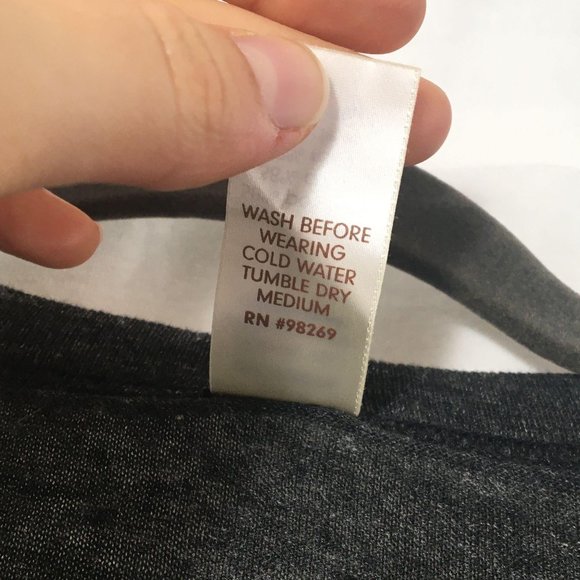 WASH BEFORE
WEARING
COLD WATER
TUMBLE DRY
MEDIUM
RN #98269